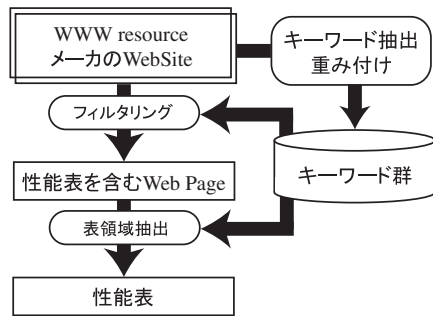 WWW resource
メーカのWebSite
キーワード抽出
重み付け
フィルタリング
キーワード群
性能表を含むWeb Page
表領域抽出
性能表